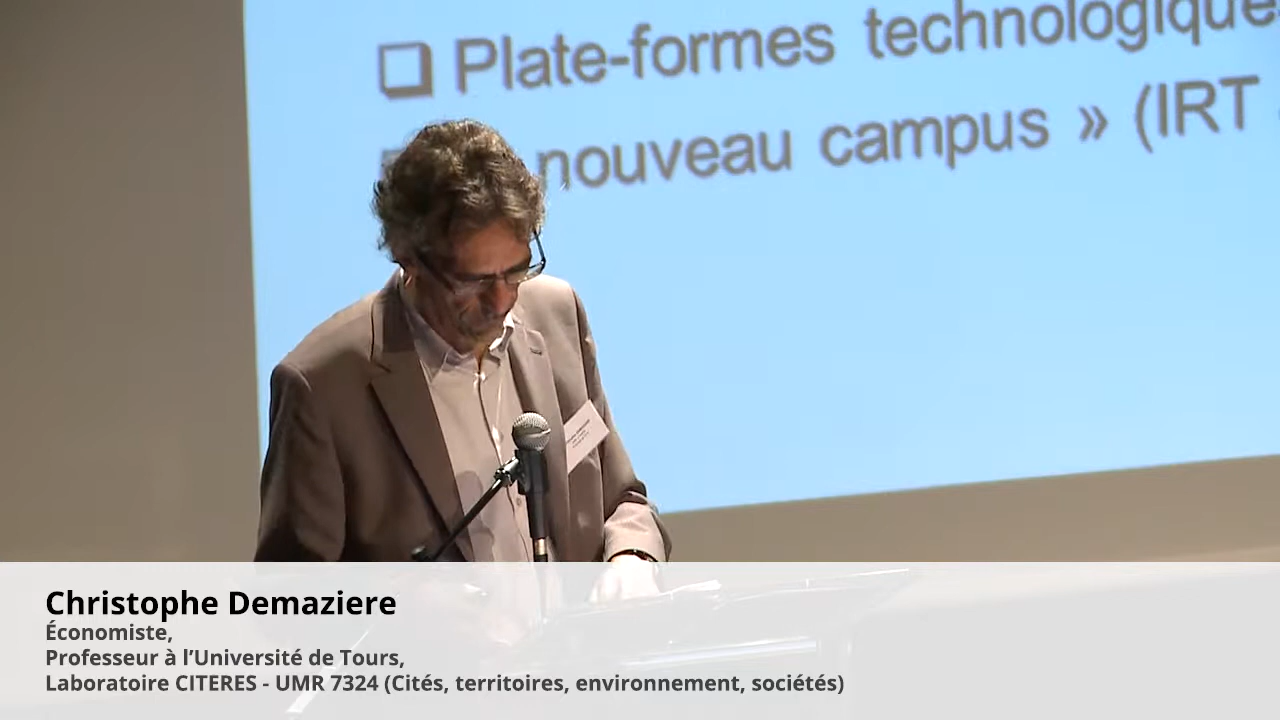 ❑ Plate-formes technologiques
nouveau campus » (IRT
Christophe Demaziere
Économiste,
Professeur à l’Université de Tours,
Laboratoire CITERES - UMR 7324 (Cités, territoires, environnement, sociétés)